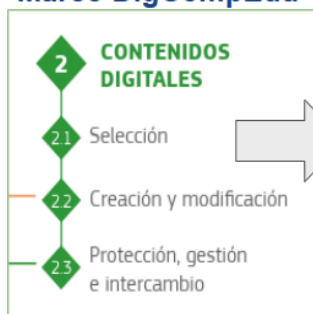 Marco DigCompEdu
2 CONTENIDOS
DIGITALES
2.1 Selección
2.2 Creación y modificación
2.3 Protección, gestión
e intercambio